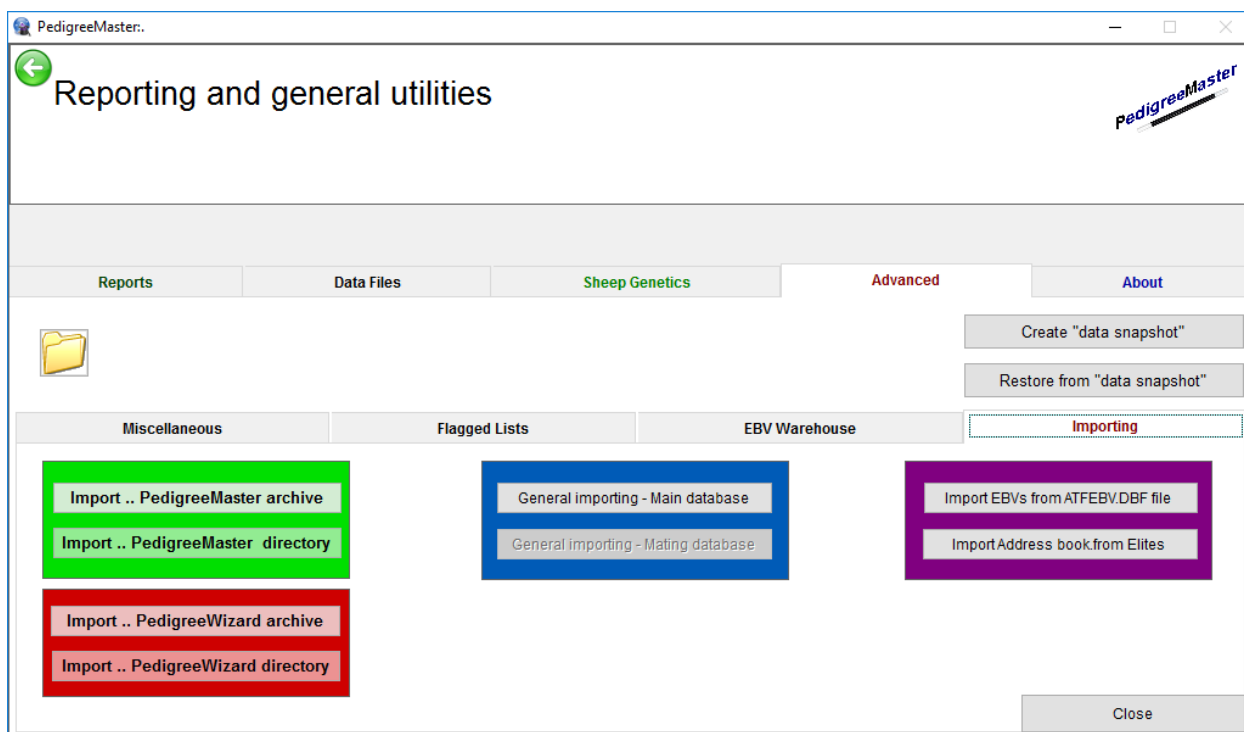 PedigreeMaster:.
Reporting and general utilities
PedigreeMaster
Reports
Data Files
Sheep Genetics
Advanced
About
Create "data snapshot"
Restore from "data snapshot"
Miscellaneous
Flagged Lists
EBV Warehouse
Importing
Import .. PedigreeMaster archive
Import .. PedigreeMaster directory
General importing - Main database
General importing - Mating database
Import EBVs from ATFEBV.DBF file
Import Address book.from Elites
Import .. PedigreeWizard archive
Import .. PedigreeWizard directory
Close